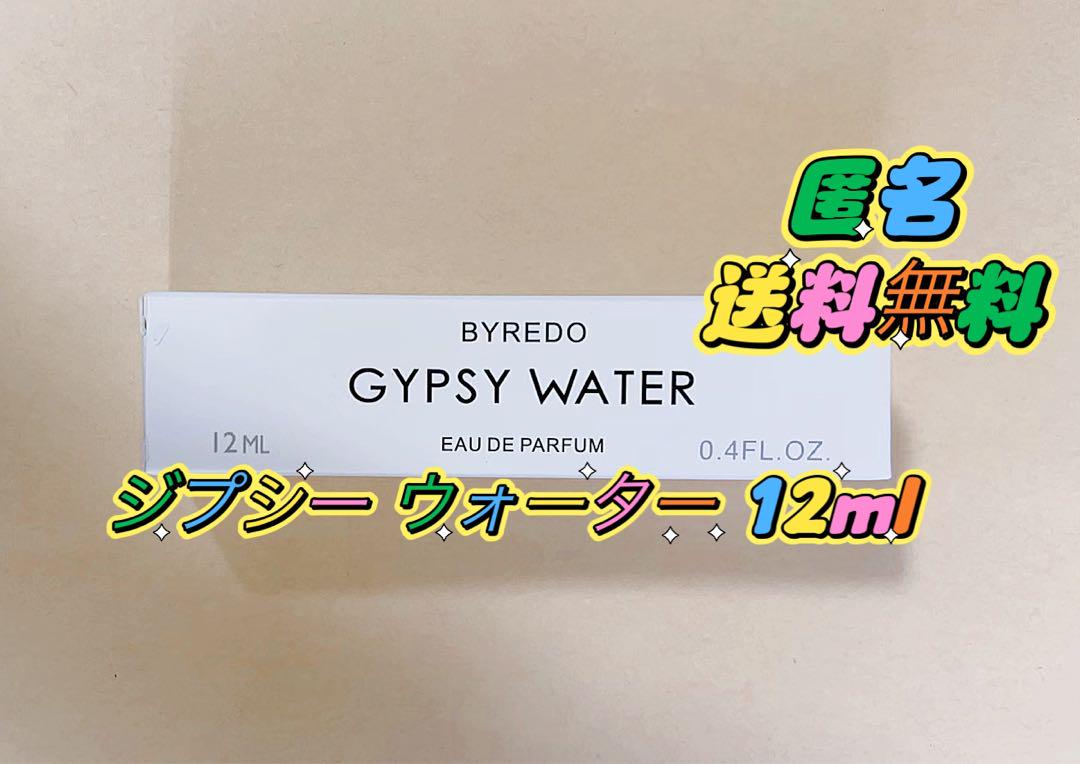 匿名
送料無料
BYREDO
GYPSY WATER
12ML
EAU DE PARFUM
0.4FL.OZ.
ジプシー ウォーター 12ml